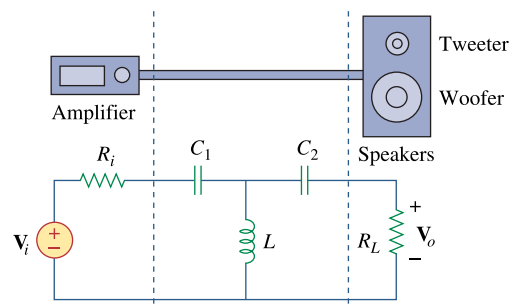 Tweeter
Woofer
Amplifier
Speakers
R_i C_1 C_2
+
V_i + − L R_L V_o
−